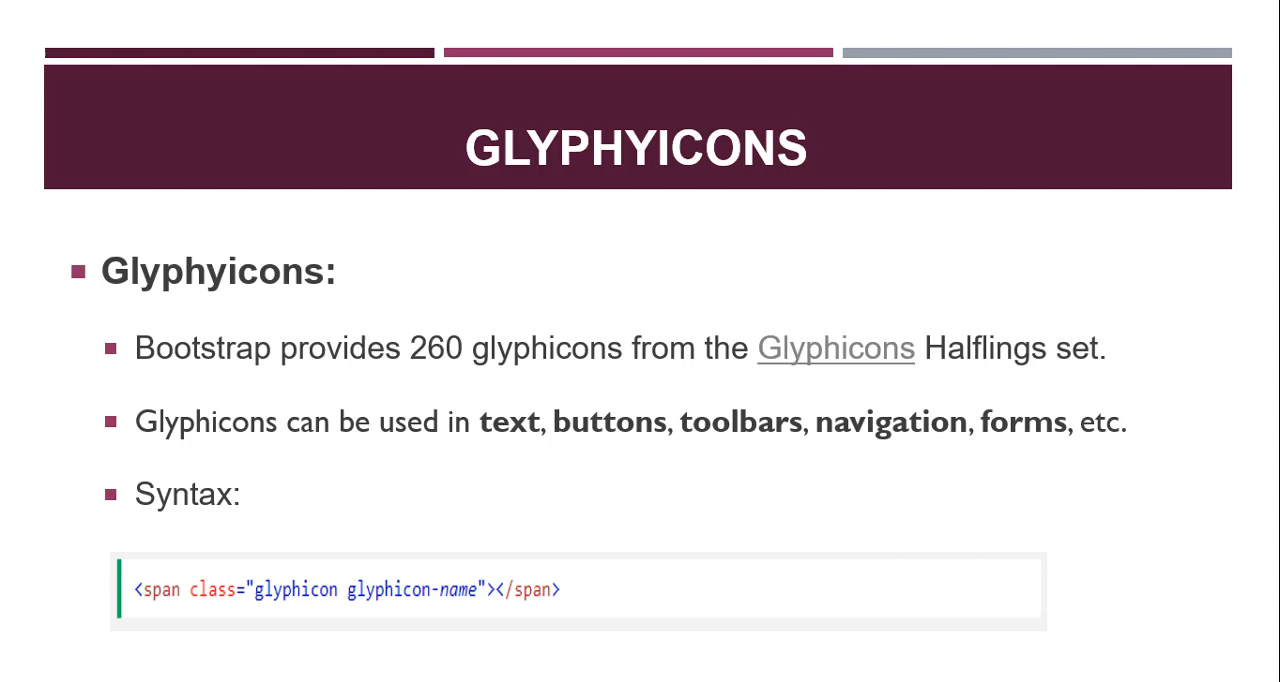 GLYPHYICONS
Glyphyicons:
Bootstrap provides 260 glyphicons from the Glyphicons Halflings set.
Glyphicons can be used in text, buttons, toolbars, navigation, forms, etc.
Syntax:
<span class="glyphicon glyphicon-name"></span>